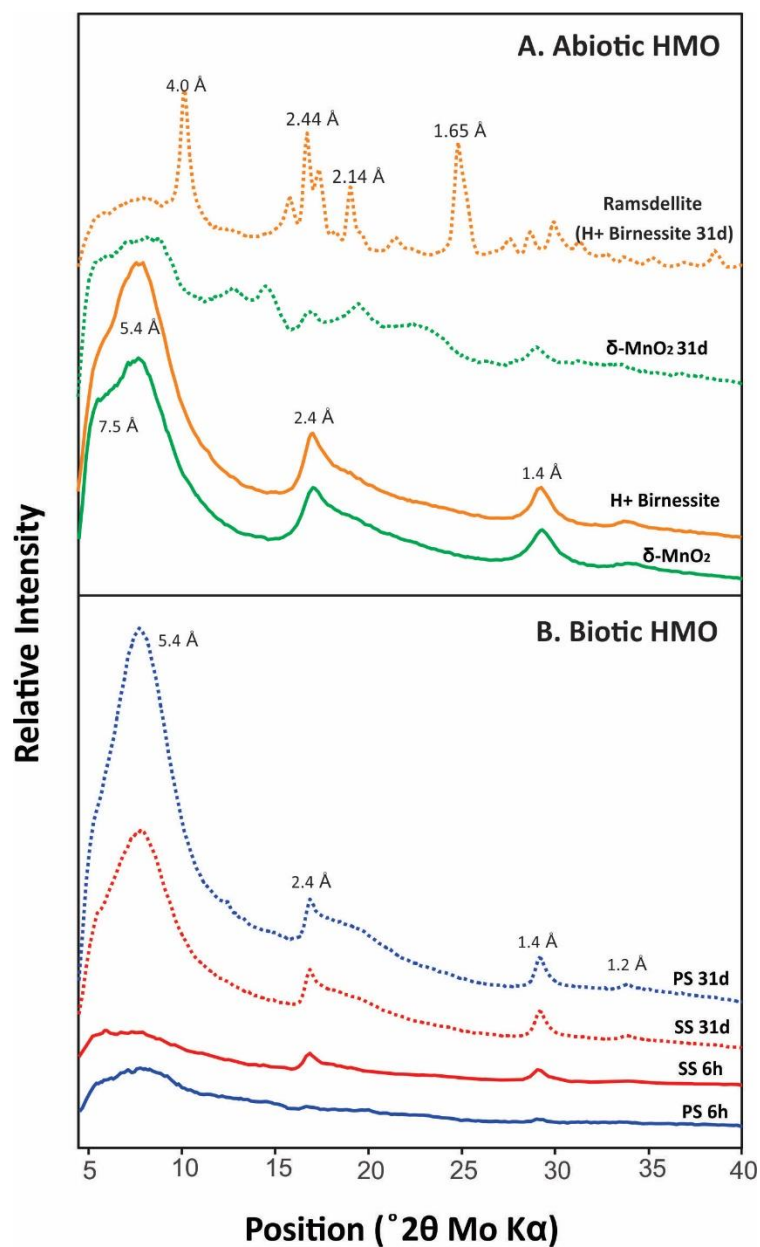 A. Abiotic HMO
4.0 Å
2.44 Å
2.14 Å
1.65 Å
Ramsdellite
(H+ Birnessite 31d)
δ-MnO₂ 31d
5.4 Å
7.5 Å
2.4 Å
1.4 Å
H+ Birnessite
δ-MnO₂
Relative Intensity
B. Biotic HMO
5.4 Å
2.4 Å
1.4 Å
1.2 Å
PS 31d
SS 31d
SS 6h
PS 6h
5 10 15 20 25 30 35 40
Position (˚2θ Mo Kα)